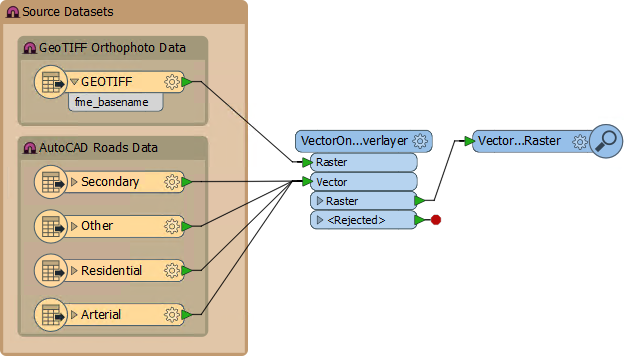 Source Datasets
GeoTIFF Orthophoto Data
GEOTIFF
fme_basename
AutoCAD Roads Data
Secondary
Other
Residential
Arterial
VectorOn...verlayer
Raster
Vector
Raster
<Rejected>
Vector...Raster